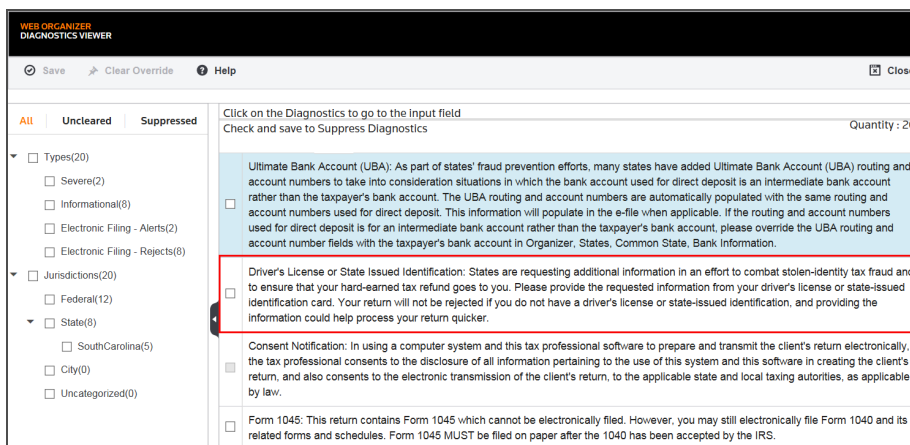 WEB ORGANIZER
DIAGNOSTICS VIEWER
Save Clear Override Help Close
All Uncleared Suppressed
Click on the Diagnostics to go to the input field
Check and save to Suppress Diagnostics
Quantity : 20
Types(20)
Severe(2)
Informational(8)
Electronic Filing - Alerts(2)
Electronic Filing - Rejects(8)
Jurisdictions(20)
Federal(12)
State(8)
SouthCarolina(5)
City(0)
Uncategorized(0)
Ultimate Bank Account (UBA): As part of states' fraud prevention efforts, many states have added Ultimate Bank Account (UBA) routing and
account numbers to take into consideration situations in which the bank account used for direct deposit is an intermediate bank account
rather than the taxpayer's bank account. The UBA routing and account numbers are automatically populated with the same routing and
account numbers used for direct deposit. This information will populate in the e-file when applicable. If the routing and account numbers
used for direct deposit is for an intermediate bank account rather than the taxpayer's bank account, please override the UBA routing and
account number fields with the taxpayer's bank account in Organizer, States, Common State, Bank Information.
Driver's License or State Issued Identification: States are requesting additional information in an effort to combat stolen-identity tax fraud and
to ensure that your hard-earned tax refund goes to you. Please provide the requested information from your driver's license or state-issued
identification card. Your return will not be rejected if you do not have a driver's license or state-issued identification, and providing the
information could help process your return quicker.
Consent Notification: In using a computer system and this tax professional software to prepare and transmit the client's return electronically,
the tax professional consents to the disclosure of all information pertaining to the use of this system and this software in creating the client's
return, and also consents to the electronic transmission of the client's return, to the applicable state and local taxing autorities, as applicable
by law.
Form 1045: This return contains Form 1045 which cannot be electronically filed. However, you may still electronically file Form 1040 and its
related forms and schedules. Form 1045 MUST be filed on paper after the 1040 has been accepted by the IRS.